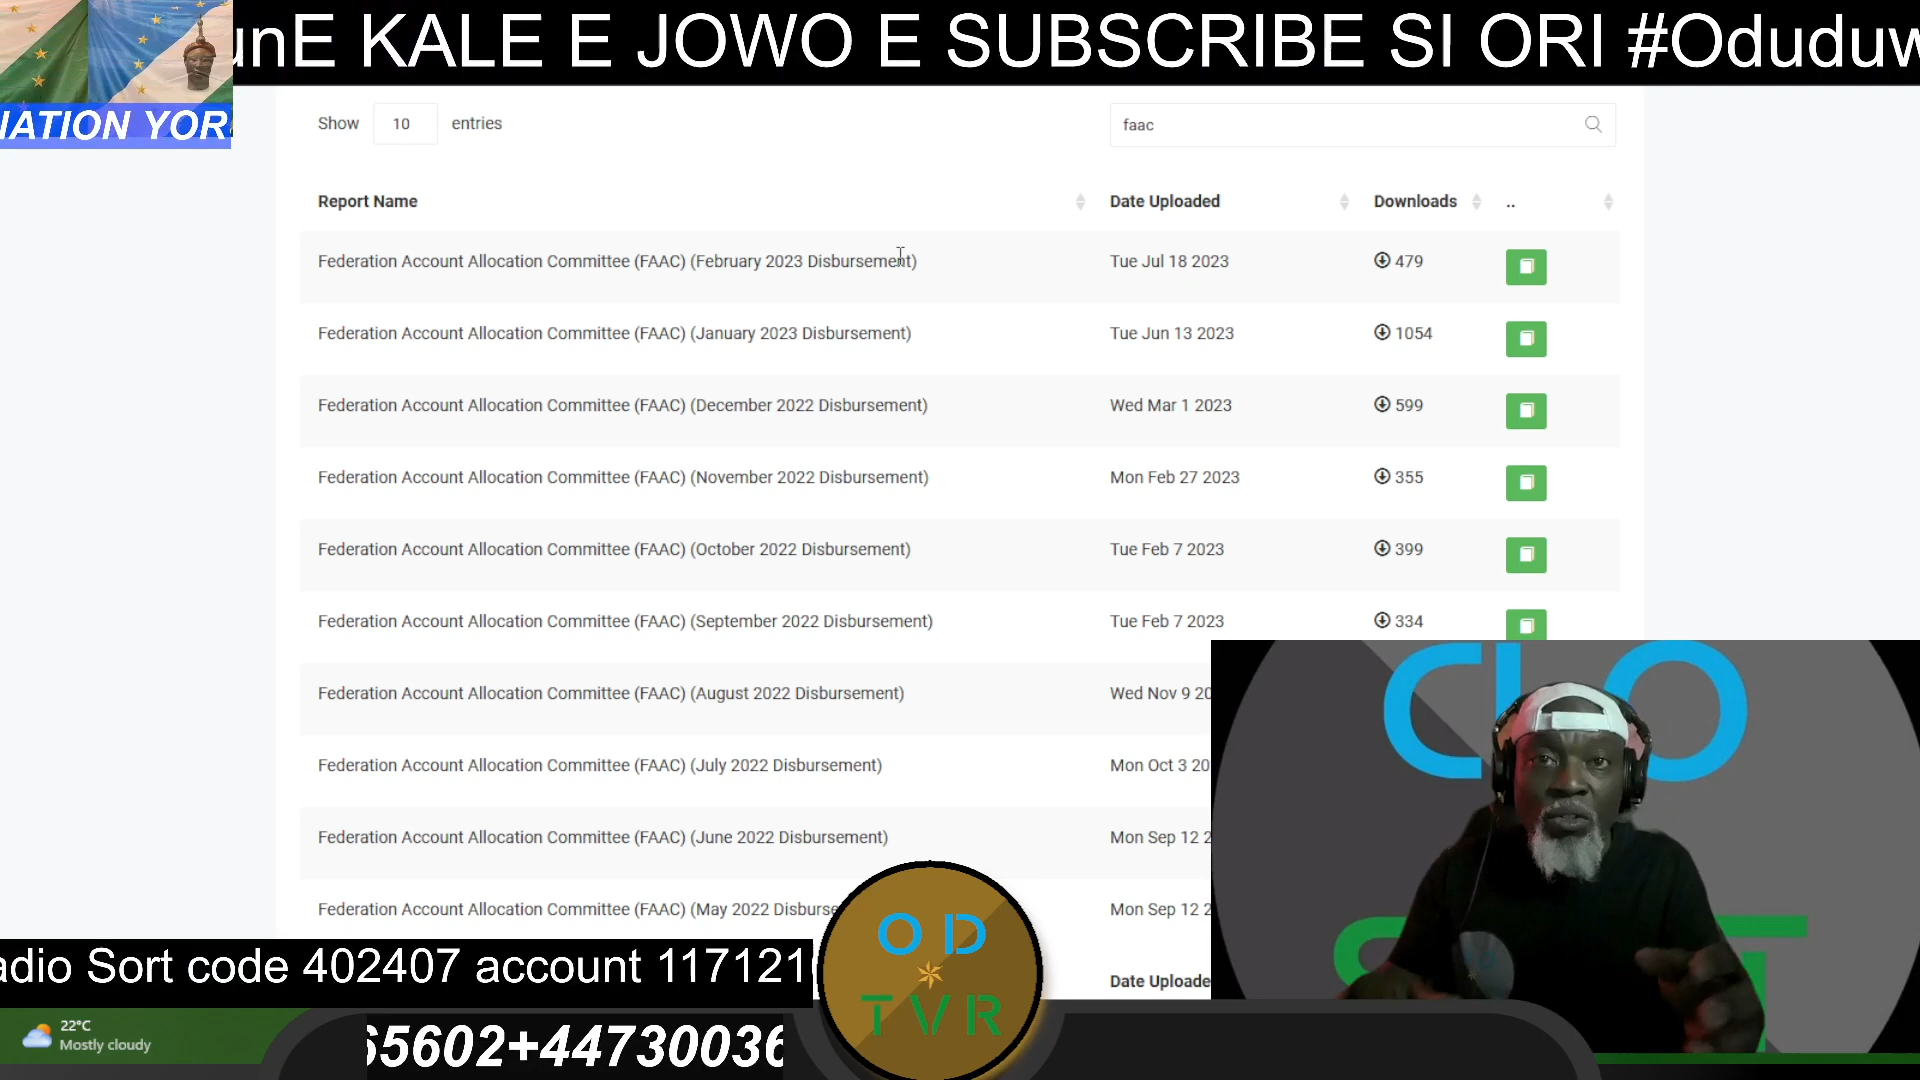 unE KALE E JOWO E SUBSCRIBE SI ORI #Oduduw
NATION YOR
Show 10 entries
faac
Report Name Date Uploaded Downloads ..
Federation Account Allocation Committee (FAAC) (February 2023 Disbursement) Tue Jul 18 2023 479
Federation Account Allocation Committee (FAAC) (January 2023 Disbursement) Tue Jun 13 2023 1054
Federation Account Allocation Committee (FAAC) (December 2022 Disbursement) Wed Mar 1 2023 599
Federation Account Allocation Committee (FAAC) (November 2022 Disbursement) Mon Feb 27 2023 355
Federation Account Allocation Committee (FAAC) (October 2022 Disbursement) Tue Feb 7 2023 399
Federation Account Allocation Committee (FAAC) (September 2022 Disbursement) Tue Feb 7 2023 334
Federation Account Allocation Committee (FAAC) (August 2022 Disbursement) Wed Nov 9 20
Federation Account Allocation Committee (FAAC) (July 2022 Disbursement) Mon Oct 3 20
Federation Account Allocation Committee (FAAC) (June 2022 Disbursement) Mon Sep 12 2
Federation Account Allocation Committee (FAAC) (May 2022 Disburse Mon Sep 12 2
Date Uploade
adio Sort code 402407 account 117121
O D
TVR
22°C
Mostly cloudy
65602+44730036